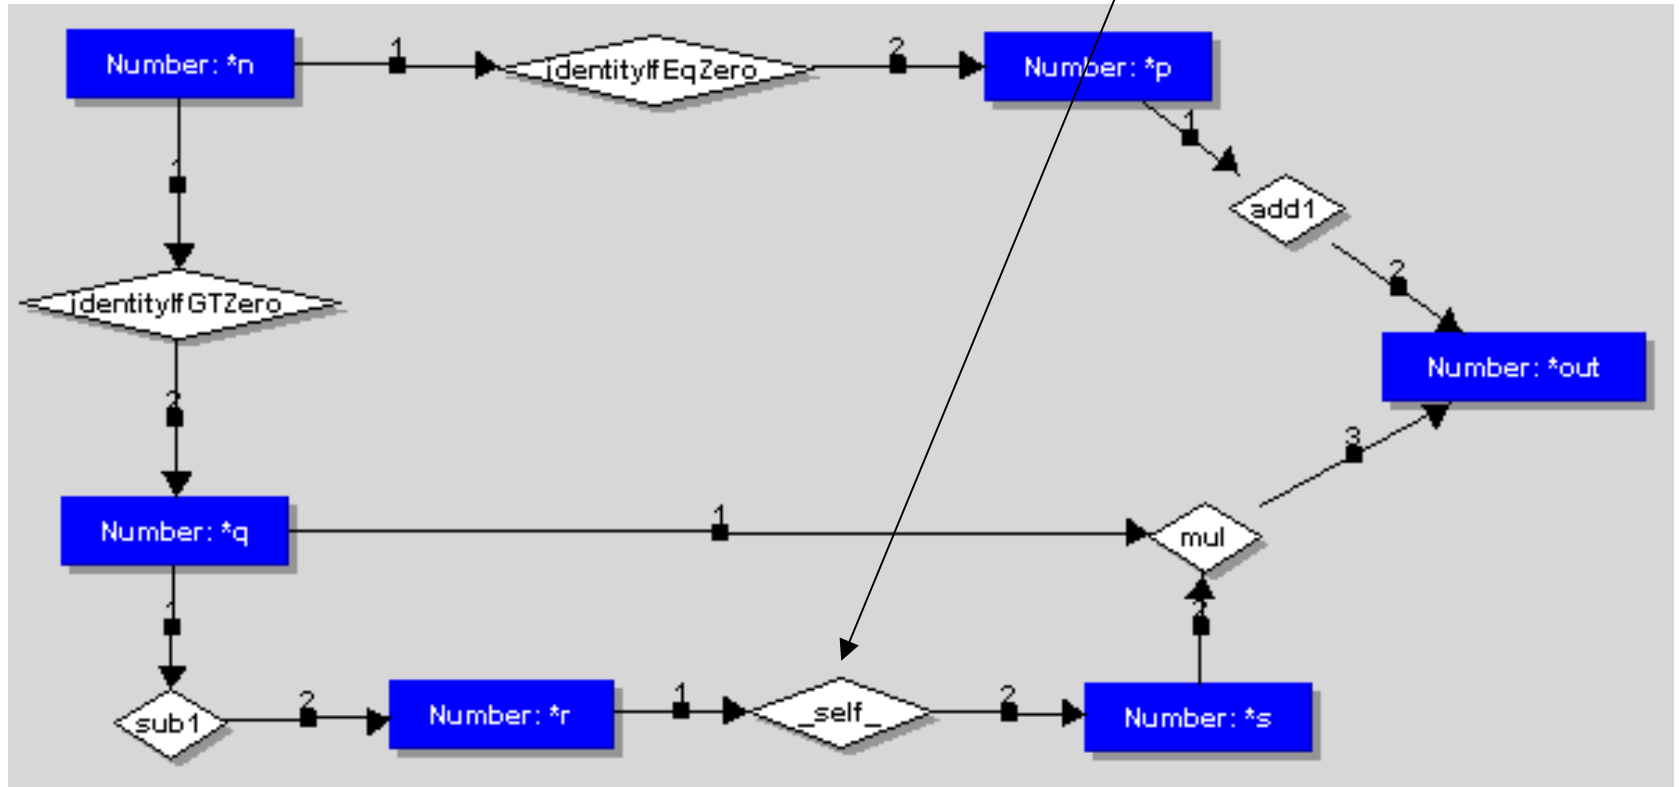 Number: *n
1
identityIfEqZero
2
Number: *p
1
add1
2
Number: *out
1
identityIfGTZero
2
Number: *q
1
mul
3
1
2
sub1
2
Number: *r
1
_self_
2
Number: *s